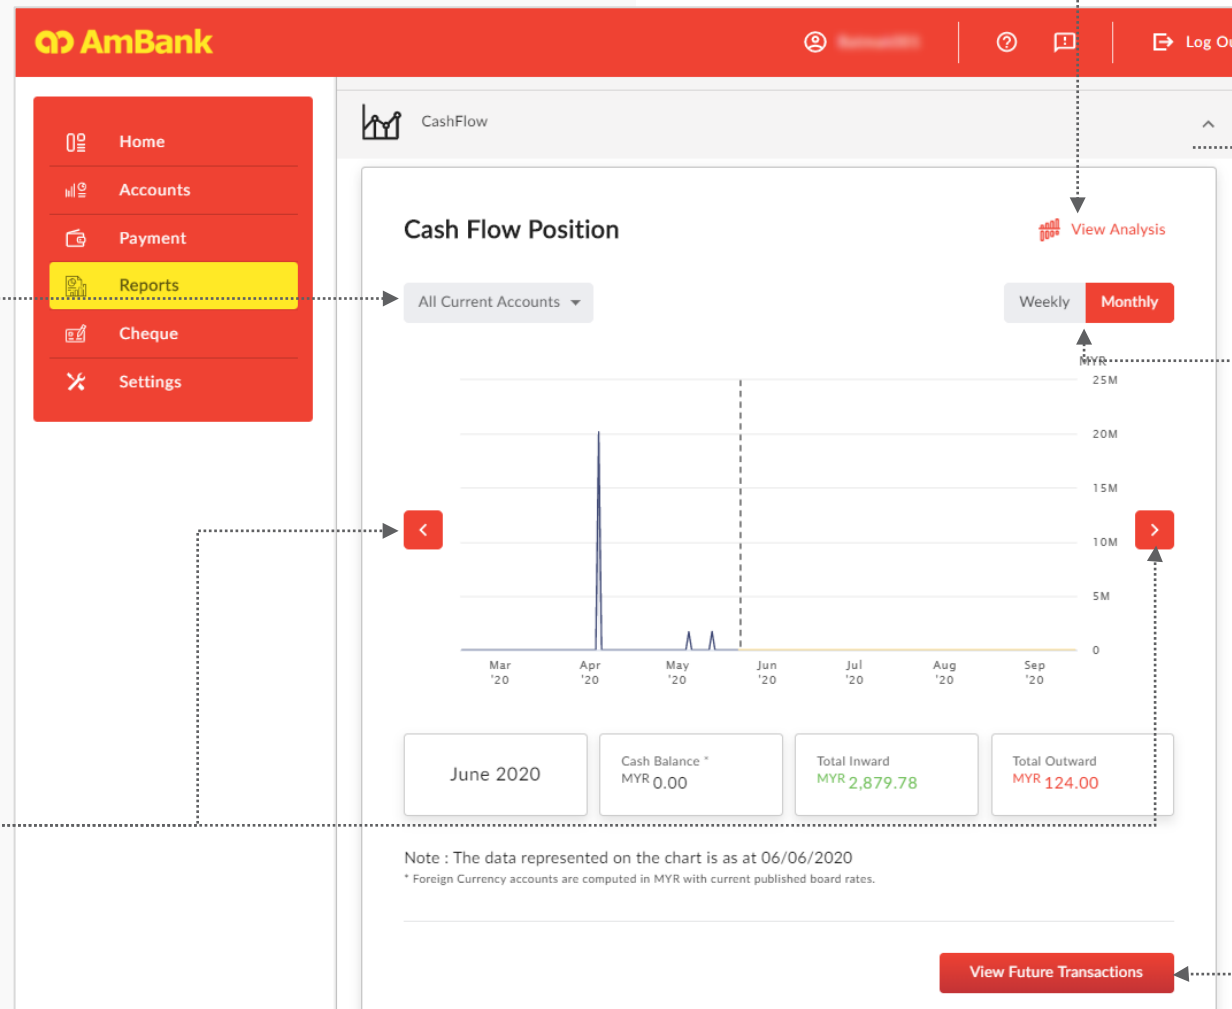 AmBank
Log Ou
Home
Accounts
Payment
Reports
Cheque
Settings
CashFlow
Cash Flow Position
View Analysis
All Current Accounts
Weekly
Monthly
MYR
25M
20M
15M
10M
5M
0
Mar Apr May Jun Jul Aug Sep
'20 '20 '20 '20 '20 '20 '20
June 2020
Cash Balance *
MYR 0.00
Total Inward
MYR 2,879.78
Total Outward
MYR 124.00
Note : The data represented on the chart is as at 06/06/2020
* Foreign Currency accounts are computed in MYR with current published board rates.
View Future Transactions